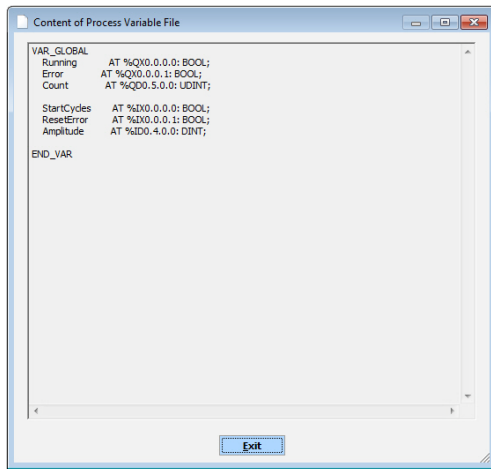 Content of Process Variable File
VAR_GLOBAL
Running AT %QX0.0.0.0: BOOL;
Error AT %QX0.0.0.1: BOOL;
Count AT %QD0.5.0.0: UDINT;
StartCycles AT %IX0.0.0.0: BOOL;
ResetError AT %IX0.0.0.1: BOOL;
Amplitude AT %ID0.4.0.0: DINT;
END_VAR
Exit